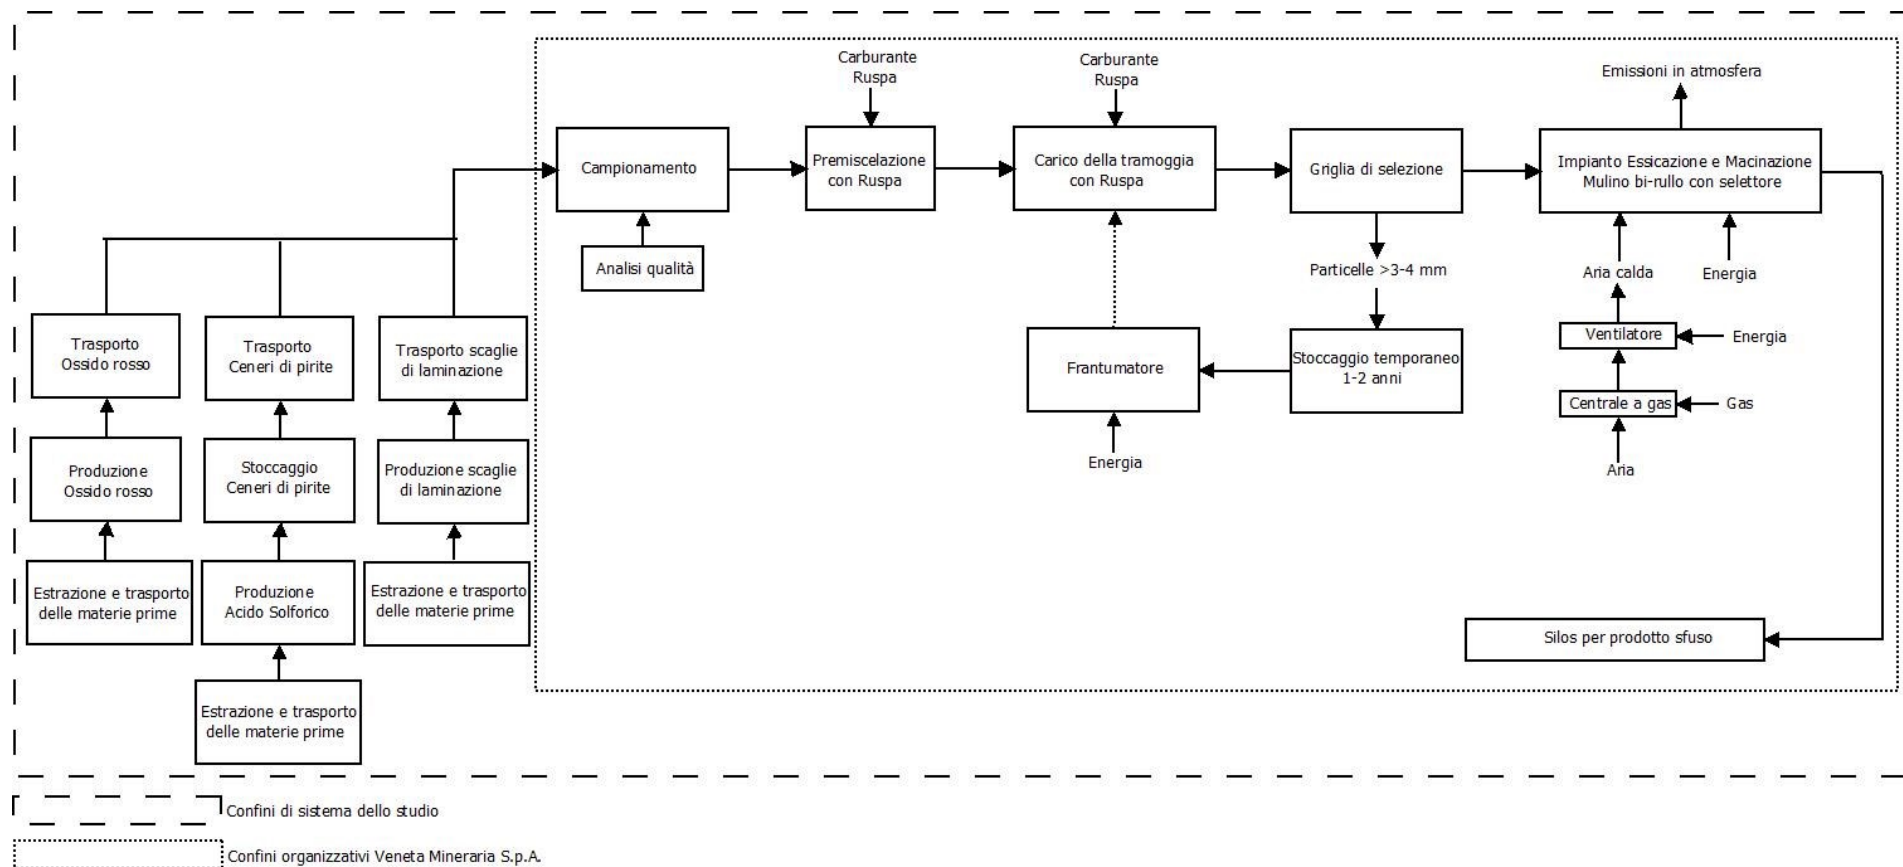 Carburante
Ruspa
Carburante
Ruspa
Emissioni in atmosfera
Campionamento
Premiscelazione
con Ruspa
Carico della tramoggia
con Ruspa
Griglia di selezione
Impianto Essicazione e Macinazione
Mulino bi-rullo con selettore
Analisi qualità
Particelle >3-4 mm
Aria calda
Energia
Trasporto
Ossido rosso
Trasporto
Ceneri di pirite
Trasporto scaglie
di laminazione
Frantumatore
Stoccaggio temporaneo
1-2 anni
Ventilatore
Energia
Centrale a gas
Gas
Energia
Aria
Produzione
Ossido rosso
Stoccaggio
Ceneri di pirite
Produzione scaglie
di laminazione
Estrazione e trasporto
delle materie prime
Produzione
Acido Solforico
Estrazione e trasporto
delle materie prime
Silos per prodotto sfuso
Estrazione e trasporto
delle materie prime
Confini di sistema dello studio
Confini organizzativi Veneta Mineraria S.p.A.